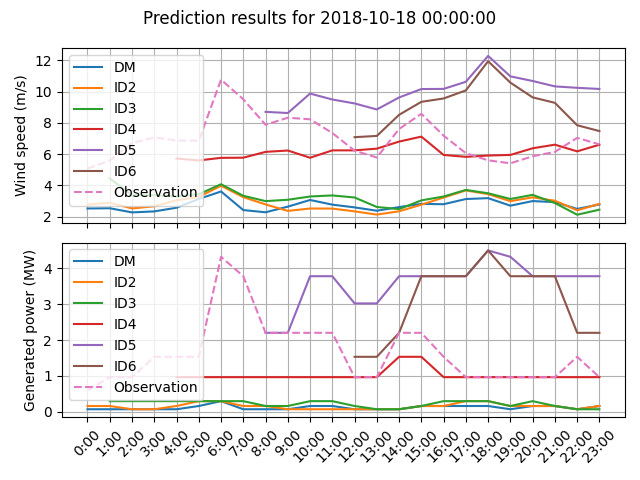 Prediction results for 2018-10-18 00:00:00
Wind speed (m/s)
12
10
8
6
4
2
DM
ID2
ID3
ID4
ID5
ID6
Observation
Generated power (MW)
4
3
2
1
0
DM
ID2
ID3
ID4
ID5
ID6
Observation
0:00 1:00 2:00 3:00 4:00 5:00 6:00 7:00 8:00 9:00 10:00 11:00 12:00 13:00 14:00 15:00 16:00 17:00 18:00 19:00 20:00 21:00 22:00 23:00